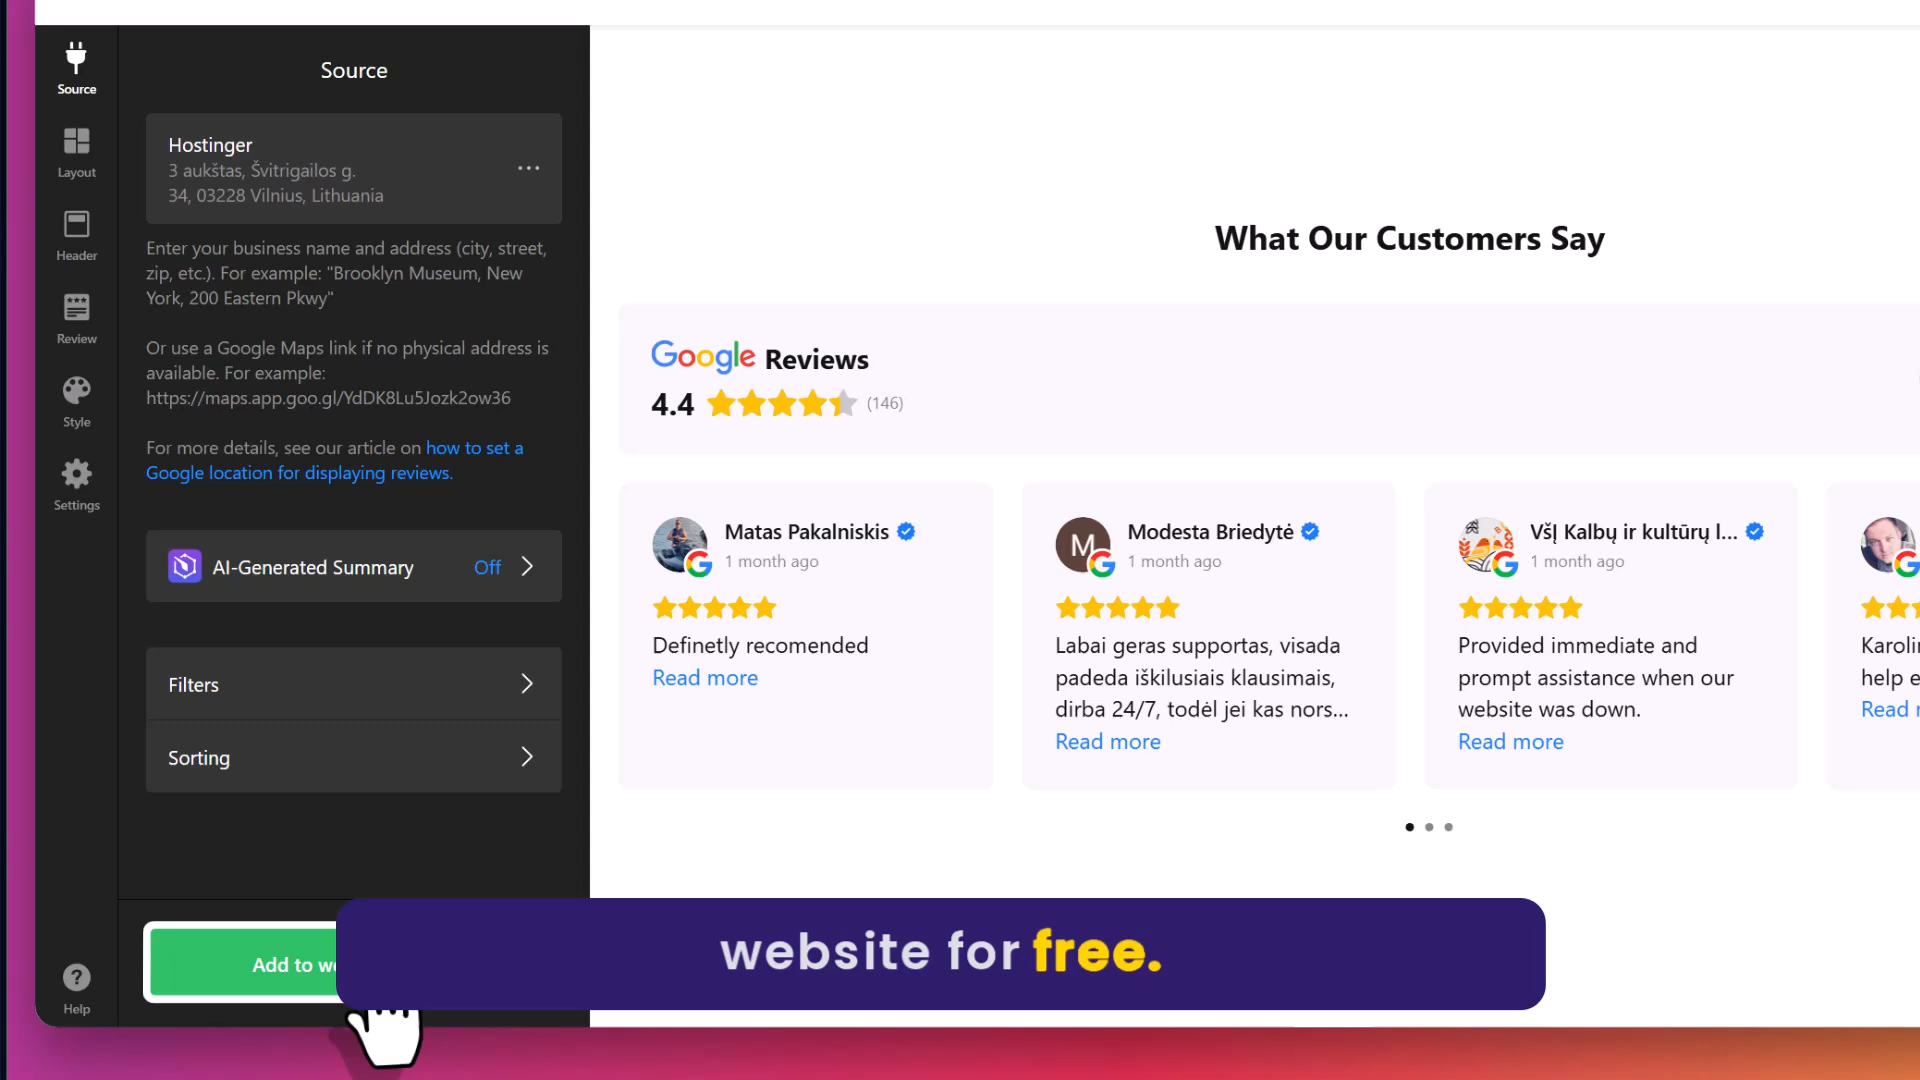 Source
Layout
Header
Review
Style
Settings
Help
Source
Hostinger
3 aukštas, Švitrigailos g.
34, 03228 Vilnius, Lithuania
Enter your business name and address (city, street,
zip, etc.). For example: "Brooklyn Museum, New
York, 200 Eastern Pkwy"
Or use a Google Maps link if no physical address is
available. For example:
https://maps.app.goo.gl/YdDK8Lu5Jozk2ow36
For more details, see our article on how to set a
Google location for displaying reviews.
AI-Generated Summary Off
Filters
Sorting
Add to
What Our Customers Say
Google Reviews
4.4 (146)
Matas Pakalniskis
1 month ago
Definetly recomended
Read more
M
Modesta Briedytė
1 month ago
Labai geras supportas, visada
padeda iškilusiais klausimais,
dirba 24/7, todėl jei kas nors...
Read more
VšĮ Kalbų ir kultūrų l...
1 month ago
Provided immediate and
prompt assistance when our
website was down.
Read more
help
Read
website for free.